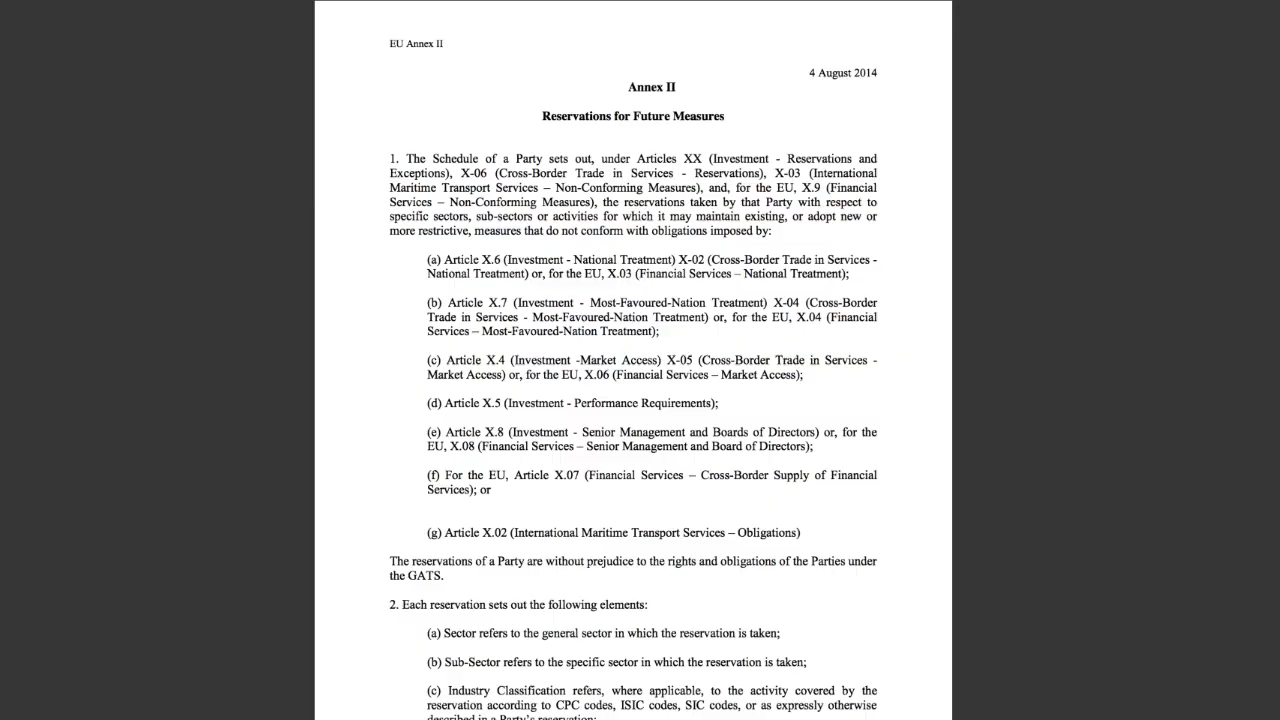 EU Annex II
4 August 2014
Annex II
Reservations for Future Measures
1. The Schedule of a Party sets out, under Articles XX (Investment - Reservations and
Exceptions), X-06 (Cross-Border Trade in Services - Reservations), X-03 (International
Maritime Transport Services – Non-Conforming Measures), and, for the EU, X.9 (Financial
Services – Non-Conforming Measures), the reservations taken by that Party with respect to
specific sectors, sub-sectors or activities for which it may maintain existing, or adopt new or
more restrictive, measures that do not conform with obligations imposed by:
(a) Article X.6 (Investment - National Treatment) X-02 (Cross-Border Trade in Services -
National Treatment) or, for the EU, X.03 (Financial Services – National Treatment);
(b) Article X.7 (Investment - Most-Favoured-Nation Treatment) X-04 (Cross-Border
Trade in Services - Most-Favoured-Nation Treatment) or, for the EU, X.04 (Financial
Services – Most-Favoured-Nation Treatment);
(c) Article X.4 (Investment -Market Access) X-05 (Cross-Border Trade in Services -
Market Access) or, for the EU, X.06 (Financial Services – Market Access);
(d) Article X.5 (Investment - Performance Requirements);
(e) Article X.8 (Investment - Senior Management and Boards of Directors) or, for the
EU, X.08 (Financial Services – Senior Management and Board of Directors);
(f) For the EU, Article X.07 (Financial Services – Cross-Border Supply of Financial
Services); or
(g) Article X.02 (International Maritime Transport Services – Obligations)
The reservations of a Party are without prejudice to the rights and obligations of the Parties under
the GATS.
2. Each reservation sets out the following elements:
(a) Sector refers to the general sector in which the reservation is taken;
(b) Sub-Sector refers to the specific sector in which the reservation is taken;
(c) Industry Classification refers, where applicable, to the activity covered by the
reservation according to CPC codes, ISIC codes, SIC codes, or as expressly otherwise
described in a Party's reservation;